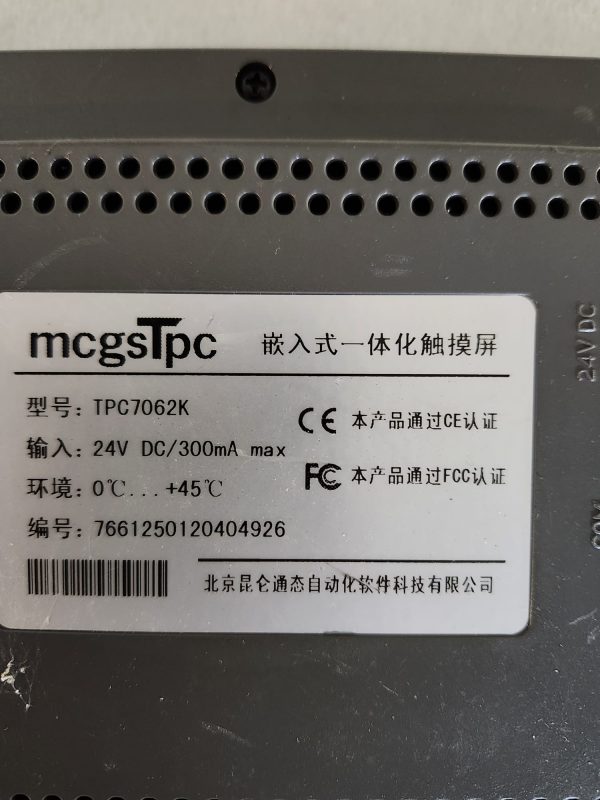 mcgsTpc 嵌入式一体化触摸屏
型号: TPC7062K
输入: 24V DC/300mA max
环境: 0℃...+45℃
编号: 7661250120404926
CE 本产品通过CE认证
FC 本产品通过FCC认证
北京昆仑通态自动化软件科技有限公司
24V DC
COM